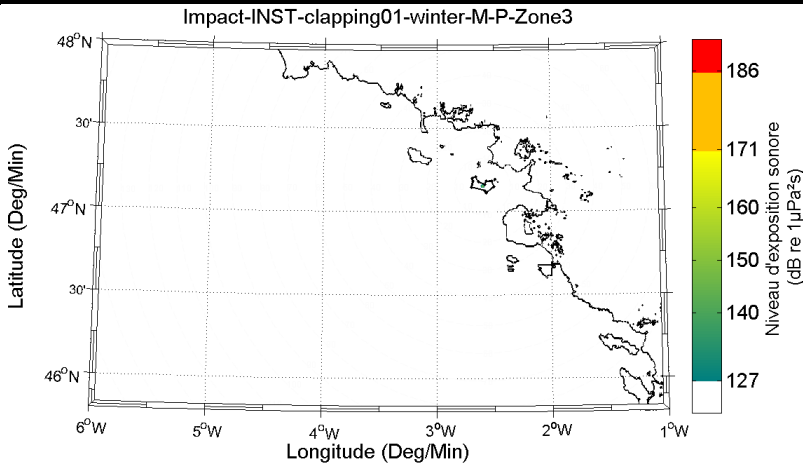 Impact-INST-clapping01-winter-M-P-Zone3
48°N
30'
47°N
30'
46°N
6°W
5°W
4°W
3°W
2°W
1°W
Latitude (Deg/Min)
Longitude (Deg/Min)
186
171
160
150
140
127
Niveau d'exposition sonore
(dB re 1µPa²s)